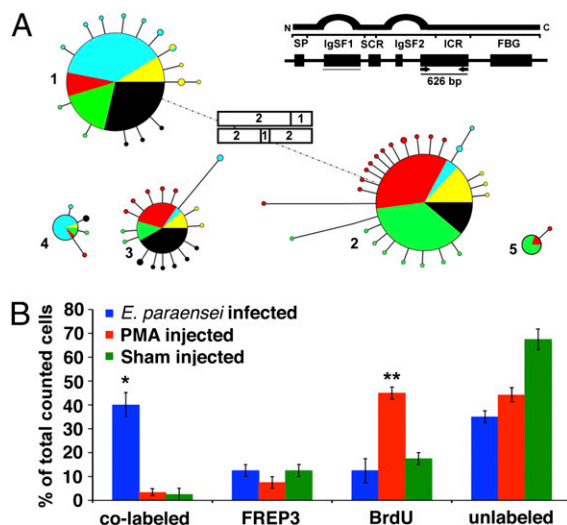 A
N
C
SP IgSF1 SCR IgSF2 ICR FBG
626 bp
1
2 1
2 1 2
2
3
4
5
B
E. paraensei infected
PMA injected
Sham injected
% of total counted cells
80
70
60
50
40
30
20
10
0
*
**
co-labeled FREP3 BrdU unlabeled